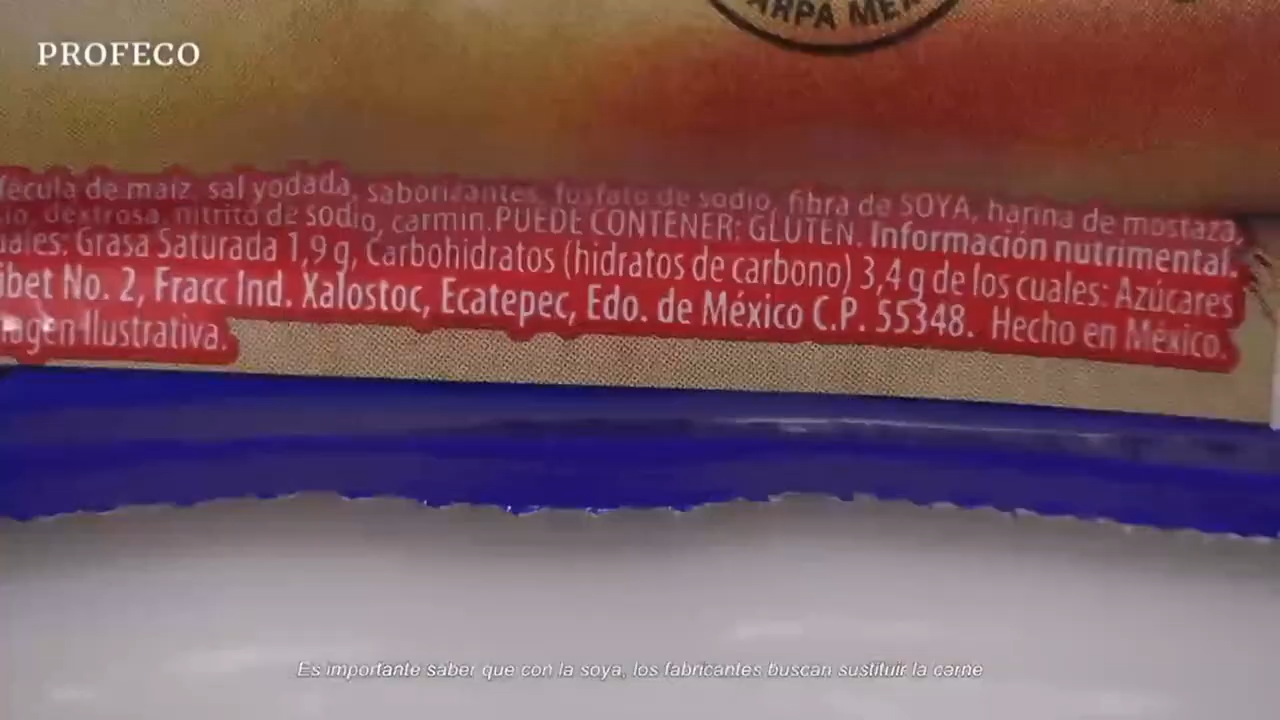 ARPA MEX
PROFECO
fécula de maíz, sal yodada, saborizantes, fosfato de sodio, fibra de SOYA, harina de mostaza,
dextrosa, nitrito de sodio, carmín. PUEDE CONTENER: GLUTEN. Información nutrimental.
Grasa Saturada 1,9 g, Carbohidratos (hidratos de carbono) 3,4 g de los cuales: Azúcares
No. 2, Fracc Ind. Xalostoc, Ecatepec, Edo. de México C.P. 55348. Hecho en México.
Ilustrativa.
Es importante saber que con la soya, los fabricantes buscan sustituir la carne